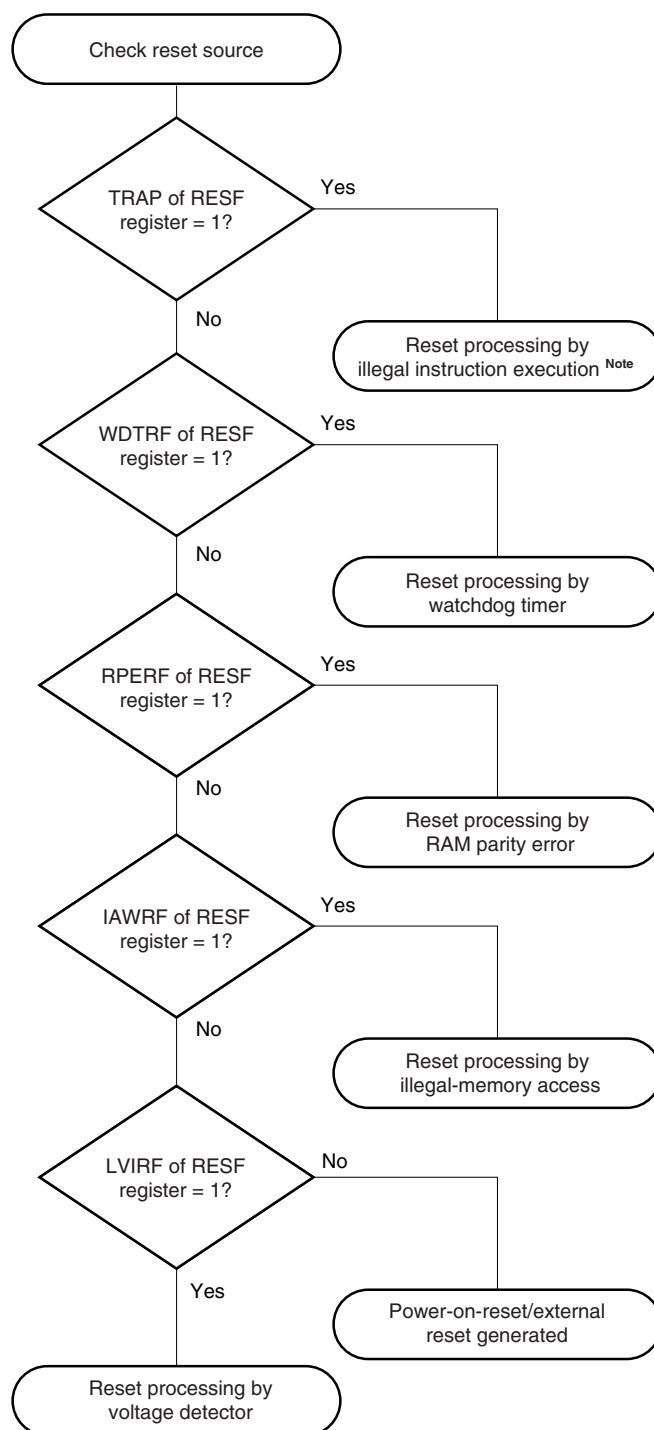 Check reset source
TRAP of RESF
register = 1?
Yes
No
Reset processing by
illegal instruction execution Note
WDTRF of RESF
register = 1?
Yes
No
Reset processing by
watchdog timer
RPERF of RESF
register = 1?
Yes
No
Reset processing by
RAM parity error
IAWRF of RESF
register = 1?
Yes
No
Reset processing by
illegal-memory access
LVIRF of RESF
register = 1?
No
Yes
Power-on-reset/external
reset generated
Reset processing by
voltage detector